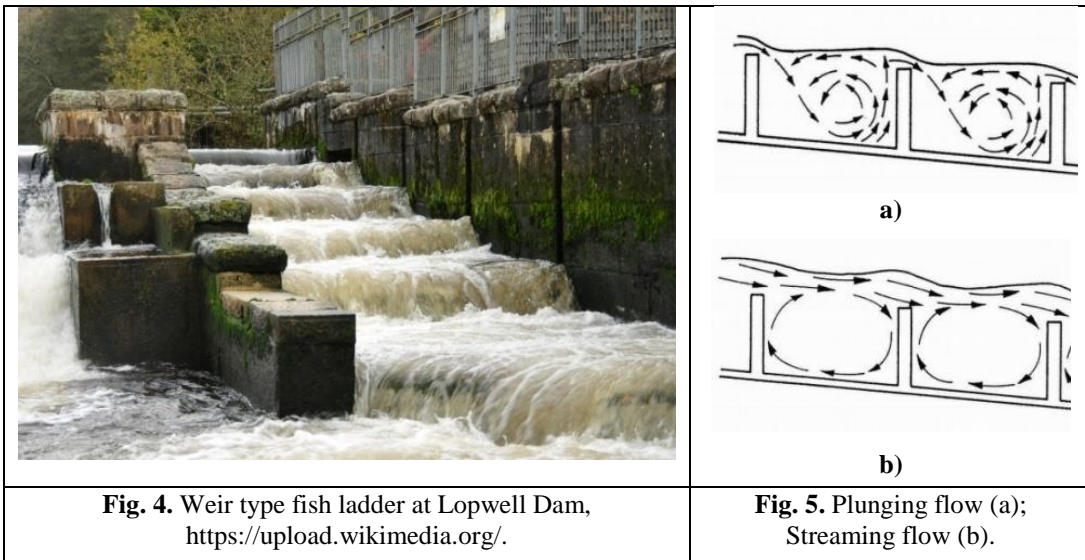 a)
b)
Fig. 4. Weir type fish ladder at Lopwell Dam,
https://upload.wikimedia.org/.
Fig. 5. Plunging flow (a);
Streaming flow (b).